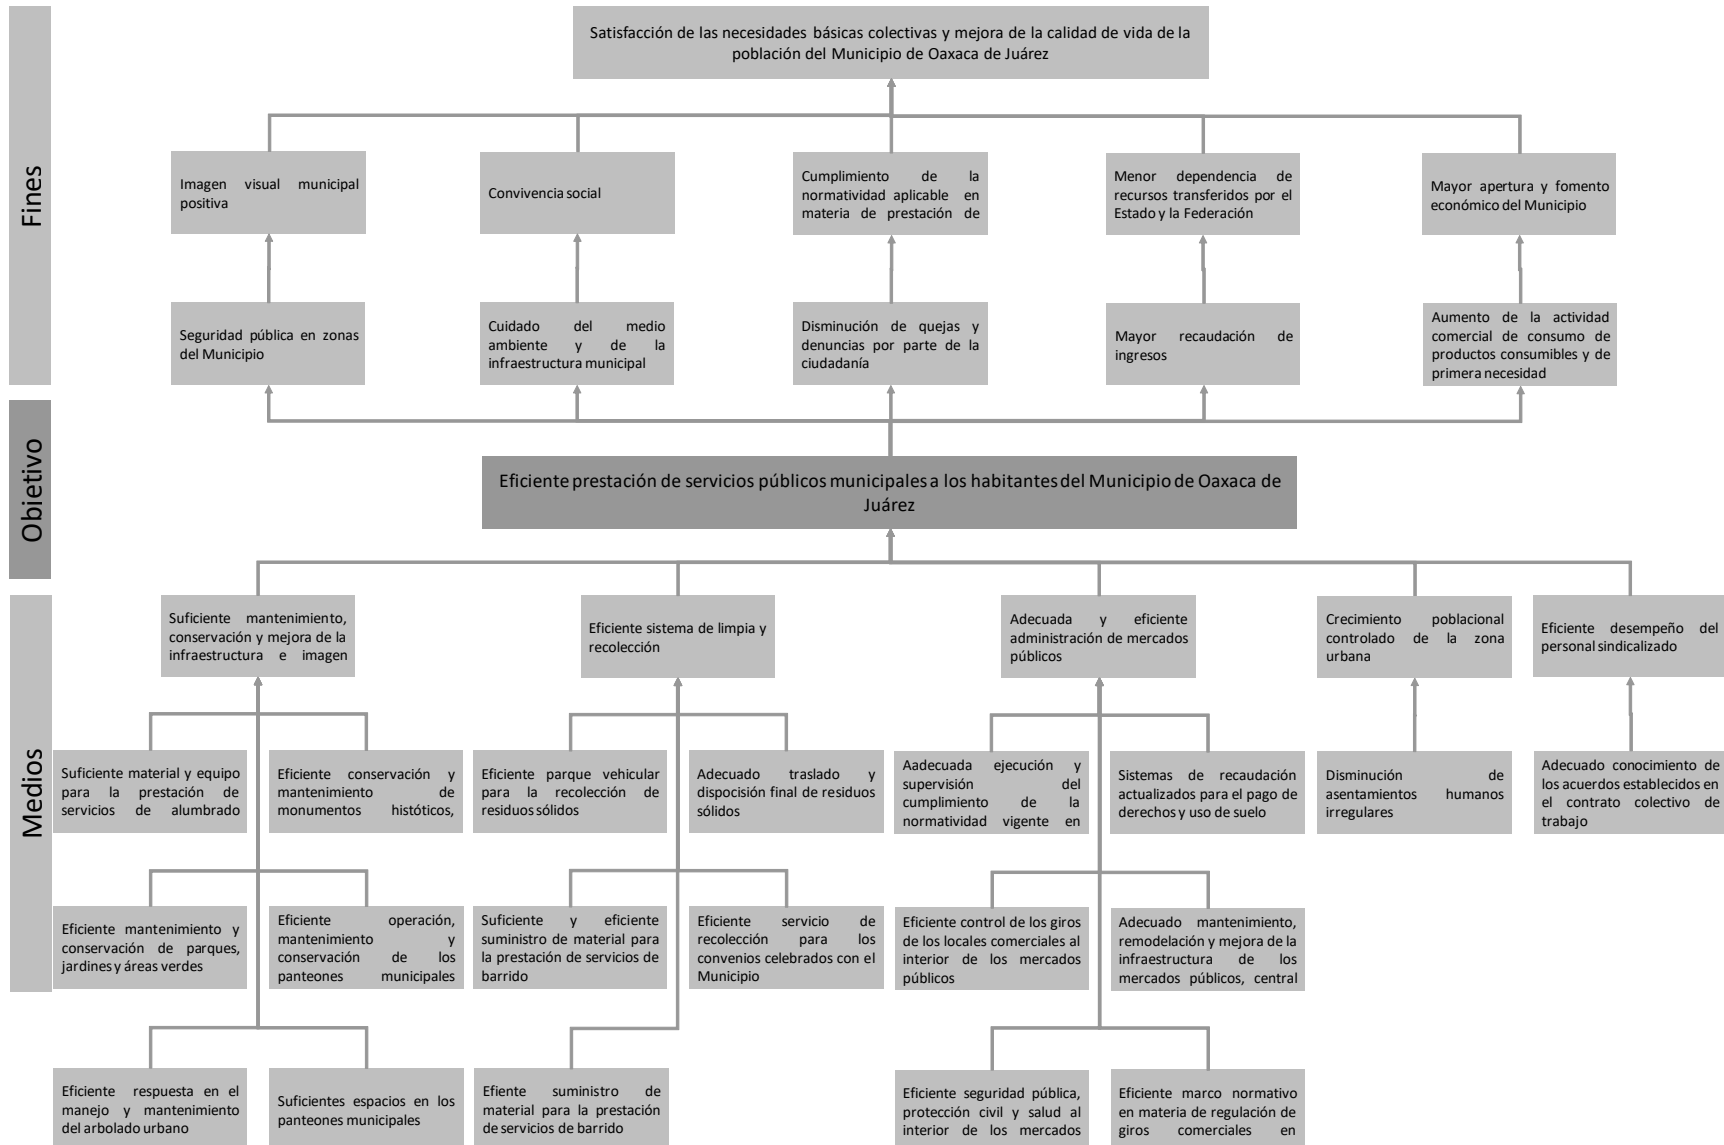 Fines
Satisfacción de las necesidades básicas colectivas y mejora de la calidad de vida de la
población del Municipio de Oaxaca de Juárez
Imagen visual municipal
positiva
Convivencia social
Cumplimiento de la
normatividad aplicable en
materia de prestación de
Menor dependencia de
recursos transferidos por el
Estado y la Federación
Mayor apertura y fomento
económico del Municipio
Seguridad pública en zonas
del Municipio
Cuidado del medio
ambiente y de la
infraestructura municipal
Disminución de quejas y
denuncias por parte de la
ciudadanía
Mayor recaudación de
ingresos
Aumento de la actividad
comercial de consumo de
productos consumibles y de
primera necesidad
Objetivo
Eficiente prestación de servicios públicos municipales a los habitantes del Municipio de Oaxaca de
Juárez
Medios
Suficiente mantenimiento,
conservación y mejora de la
infraestructura e imagen
Eficiente sistema de limpia y
recolección
Adecuada y eficiente
administración de mercados
públicos
Crecimiento poblacional
controlado de la zona
urbana
Eficiente desempeño del
personal sindicalizado
Suficiente material y equipo
para la prestación de
servicios de alumbrado
Eficiente conservación y
mantenimiento de
monumentos históticos,
Eficiente parque vehicular
para la recolección de
residuos sólidos
Adecuado traslado y
disposición final de residuos
sólidos
Aadecuada ejecución y
supervisión del
cumplimiento de la
normatividad vigente en
Sistemas de recaudación
actualizados para el pago de
derechos y uso de suelo
Disminución de
asentamientos humanos
irregulares
Adecuado conocimiento de
los acuerdos establecidos en
el contrato colectivo de
trabajo
Eficiente mantenimiento y
conservación de parques,
jardines y áreas verdes
Eficiente operación,
mantenimiento y
conservación de los
panteones municipales
Suficiente y eficiente
suministro de material para
la prestación de servicios de
barrido
Eficiente servicio de
recolección para los
convenios celebrados con el
Municipio
Eficiente control de los giros
de los locales comerciales al
interior de los mercados
públicos
Adecuado mantenimiento,
remodelación y mejora de la
infraestructura de los
mercados públicos, central
Eficiente respuesta en el
manejo y mantenimiento
del arbolado urbano
Suficientes espacios en los
panteones municipales
Efiente suministro de
material para la prestación
de servicios de barrido
Eficiente seguridad pública,
protección civil y salud al
interior de los mercados
Eficiente marco normativo
en materia de regulación de
giros comerciales en